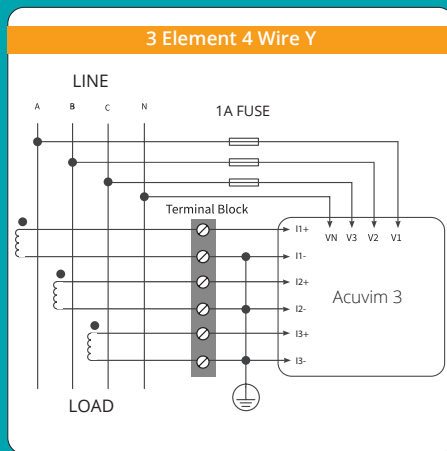 3 Element 4 Wire Y
LINE
A B C N
1A FUSE
Terminal Block
VN V3 V2 V1
I1+
I1-
I2+
I2-
I3+
I3-
Acuvim 3
LOAD